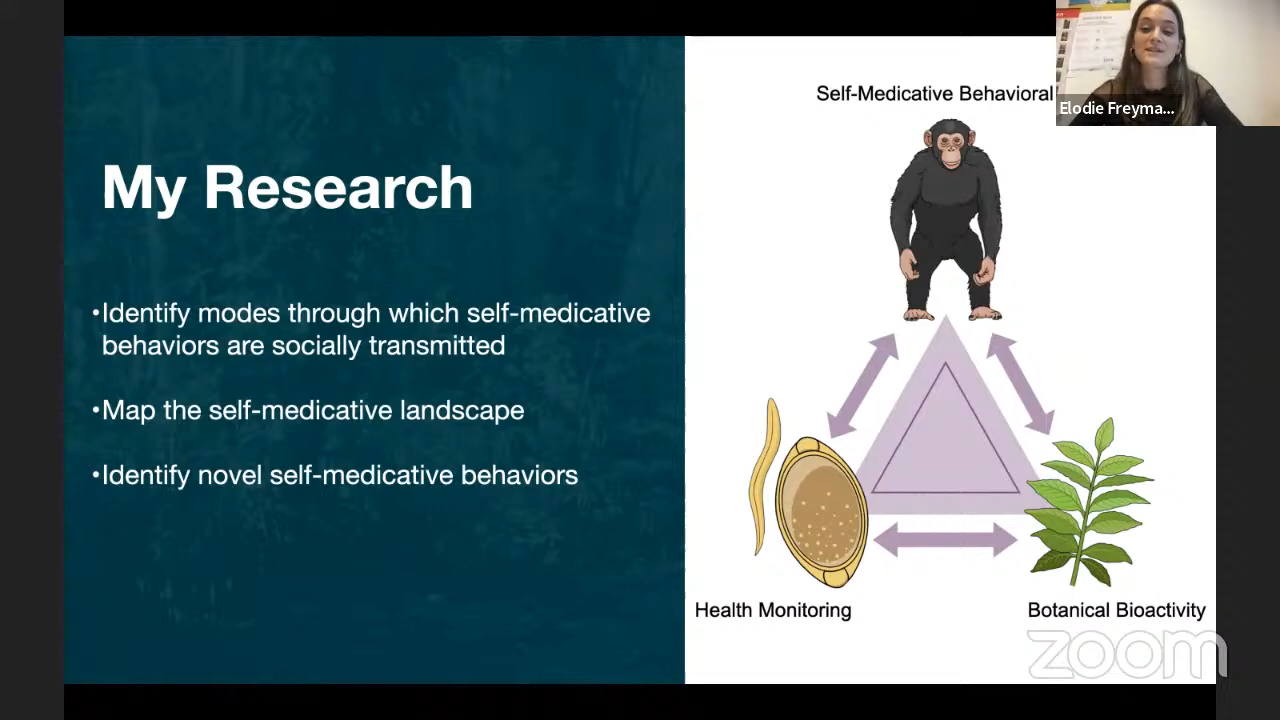 Self-Medicative Behavioral
Elodie Freyma...
My Research
•Identify modes through which self-medicative
behaviors are socially transmitted
•Map the self-medicative landscape
•Identify novel self-medicative behaviors
Health Monitoring
Botanical Bioactivity
zoom